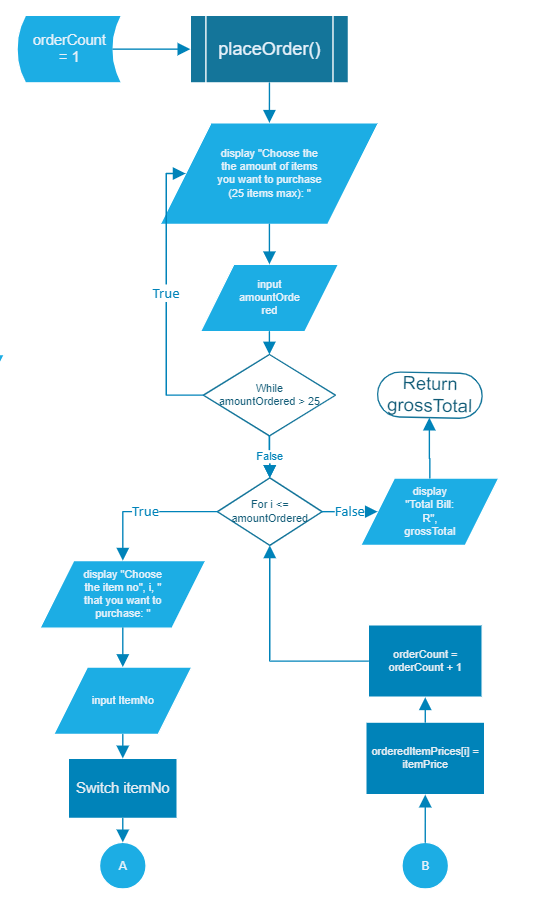 orderCount
= 1
placeOrder()
display "Choose the
the amount of items
you want to purchase
(25 items max): "
True
input
amountOrde
red
While
amountOrdered > 25
Return
grossTotal
False
For i <=
amountOrdered
True
False
display
"Total Bill:
R",
grossTotal
display "Choose
the item no", i, "
that you want to
purchase: "
orderCount =
orderCount + 1
input ItemNo
orderedItemPrices[i] =
itemPrice
Switch itemNo
A
B